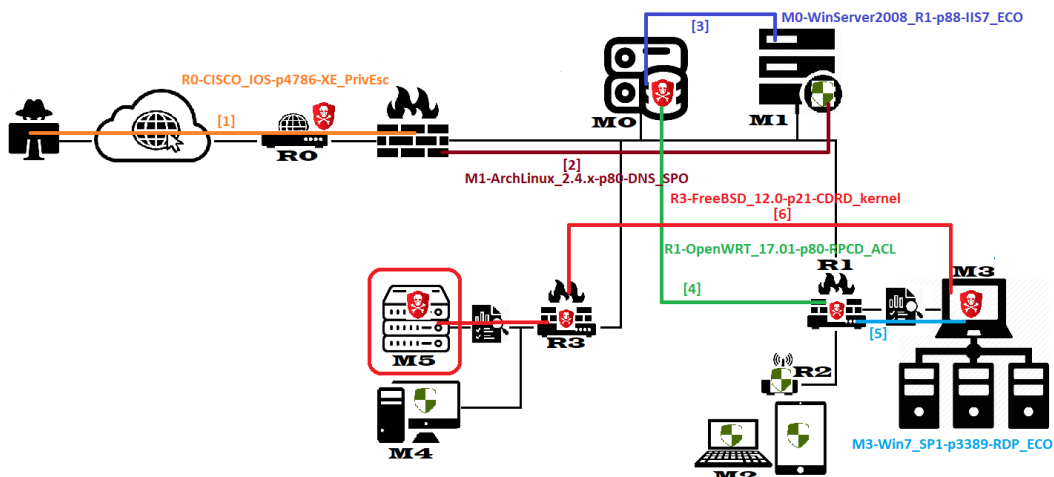 M0-WinServer2008_R1-p88-IIS7_ECO
[3]
R0-CISCO_IOS-p4786-XE_PrivEsc
[1]
M0
M1
R0
[2]
M1-ArchLinux_2.4.x-p80-DNS_SPO
R3-FreeBSD_12.0-p21-CDRD_kernel
[6]
R1-OpenWRT_17.01-p80-RPCD_ACL
R1
M3
[4]
[5]
R3
M5
R2
M3-Win7_SP1-p3389-RDP_ECO
M4
M2